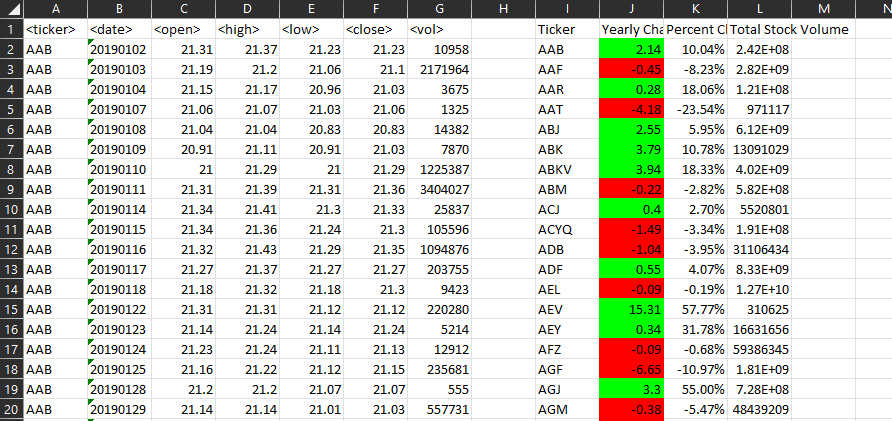 A B C D E F G H I J K L M N
1 <ticker> <date> <open> <high> <low> <close> <vol> Ticker Yearly Cha Percent Cl Total Stock Volume
2 AAB 20190102 21.31 21.37 21.23 21.23 10958 AAB 2.14 10.04% 2.42E+08
3 AAB 20190103 21.19 21.2 21.06 21.1 2171964 AAF -0.45 -8.23% 2.82E+09
4 AAB 20190104 21.15 21.17 20.96 21.03 3675 AAR 0.28 18.06% 1.21E+08
5 AAB 20190107 21.06 21.07 21.03 21.06 1325 AAT -4.18 -23.54% 971117
6 AAB 20190108 21.04 21.04 20.83 20.83 14382 ABJ 2.55 5.95% 6.12E+09
7 AAB 20190109 20.91 21.11 20.91 21.03 7870 ABK 3.79 10.78% 13091029
8 AAB 20190110 21 21.29 21 21.29 1225387 ABKV 3.94 18.33% 4.02E+09
9 AAB 20190111 21.31 21.39 21.31 21.36 3404027 ABM -0.22 -2.82% 5.82E+08
10 AAB 20190114 21.34 21.41 21.3 21.33 25837 ACJ 0.4 2.70% 5520801
11 AAB 20190115 21.34 21.36 21.24 21.3 105596 ACYQ -1.49 -3.34% 1.91E+08
12 AAB 20190116 21.32 21.43 21.29 21.35 1094876 ADB -1.04 -3.95% 31106434
13 AAB 20190117 21.27 21.37 21.27 21.27 203755 ADF 0.55 4.07% 8.33E+09
14 AAB 20190118 21.18 21.32 21.18 21.3 9423 AEL -0.09 -0.19% 1.27E+10
15 AAB 20190122 21.31 21.31 21.12 21.12 220280 AEV 15.31 57.77% 310625
16 AAB 20190123 21.14 21.24 21.14 21.24 5214 AEY 0.34 31.78% 16631656
17 AAB 20190124 21.23 21.24 21.11 21.13 12912 AFZ -0.09 -0.68% 59386345
18 AAB 20190125 21.16 21.22 21.12 21.15 235681 AGF -6.65 -10.97% 1.81E+09
19 AAB 20190128 21.2 21.2 21.07 21.07 555 AGJ 3.3 55.00% 7.28E+08
20 AAB 20190129 21.14 21.14 21.01 21.03 557731 AGM -0.38 -5.47% 48439209